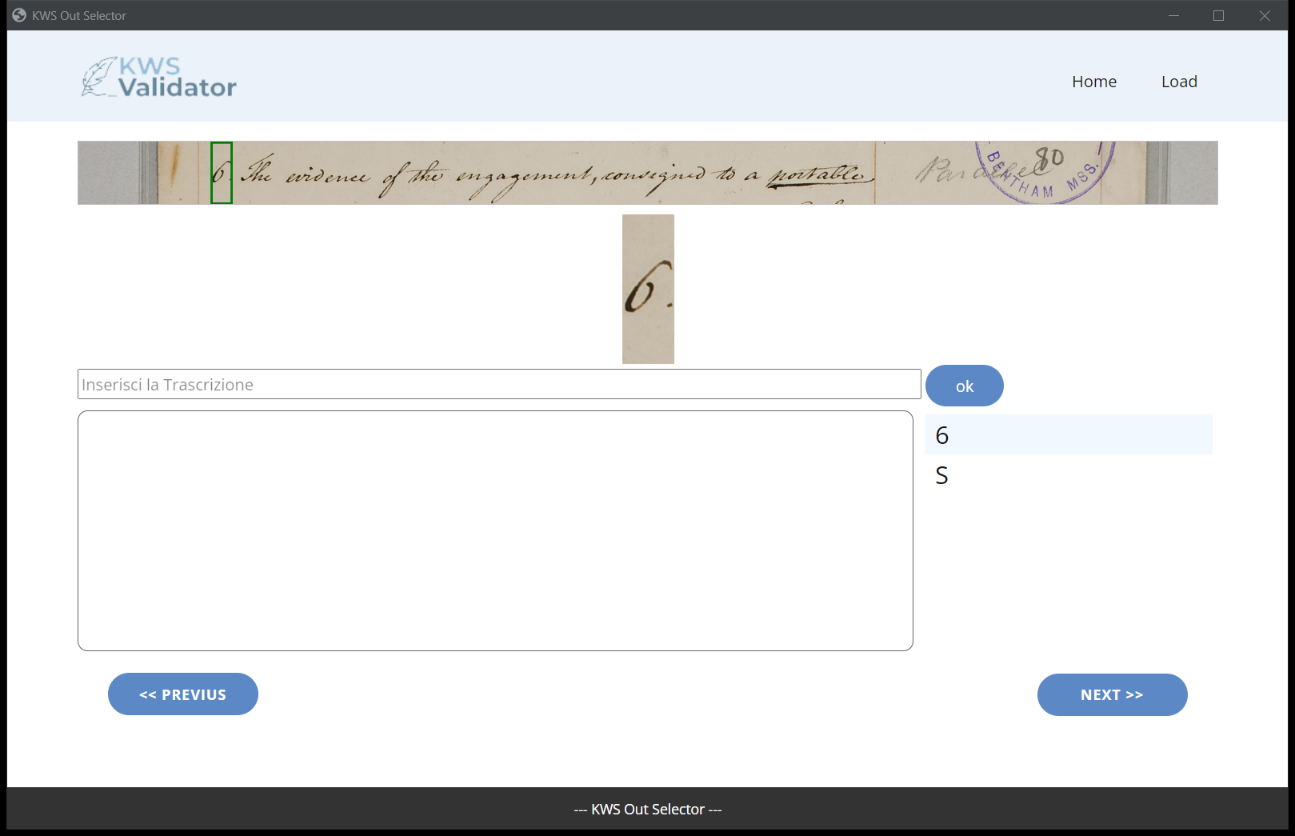 KWS Out Selector
KWS
Validator
Home
Load
6. The evidence of the engagement, consigned to a portable
Parallel
80
- BENTHAM MSS. -
6.
Inserisci la Trascrizione
ok
6
S
<< PREVIUS
NEXT >>
--- KWS Out Selector ---